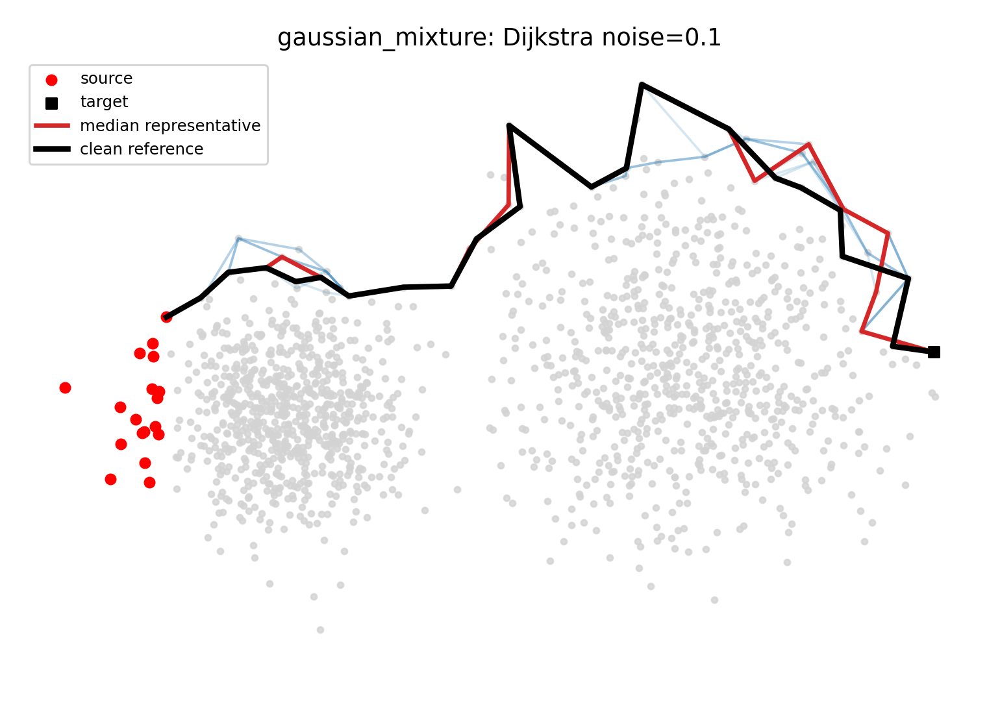 gaussian_mixture: Dijkstra noise=0.1
source
target
median representative
clean reference